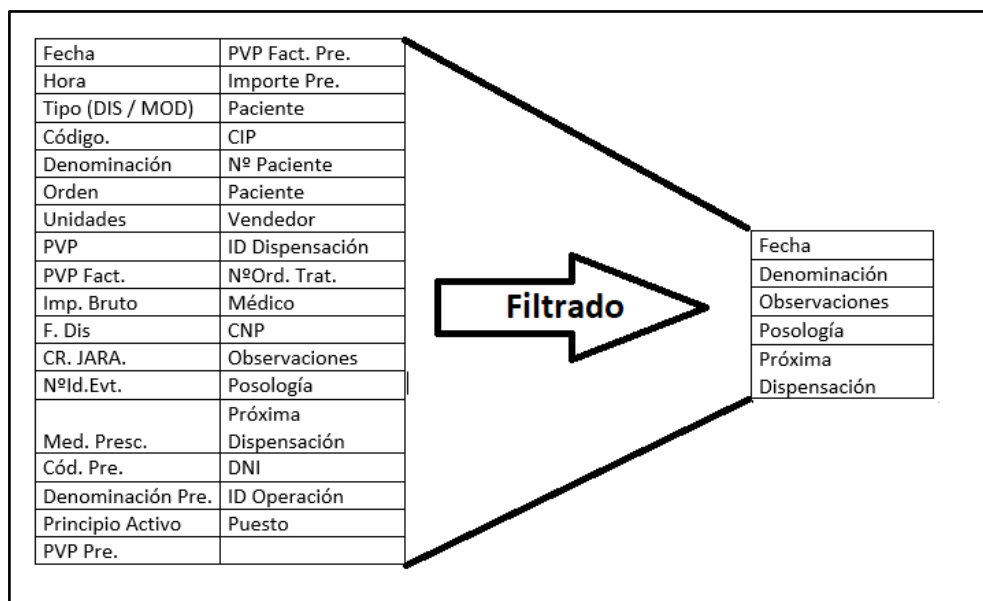 Fecha
PVP Fact. Pre.
Hora
Importe Pre.
Tipo (DIS / MOD)
Paciente
Código.
CIP
Denominación
Nº Paciente
Orden
Paciente
Unidades
Vendedor
PVP
ID Dispensación
PVP Fact.
NºOrd. Trat.
Imp. Bruto
Médico
F. Dis
CNP
CR. JARA.
Observaciones
NºId.Evt.
Posología
Med. Presc.
Próxima
Dispensación
Cód. Pre.
DNI
Denominación Pre.
ID Operación
Principio Activo
Puesto
PVP Pre.
Filtrado
Fecha
Denominación
Observaciones
Posología
Próxima
Dispensación